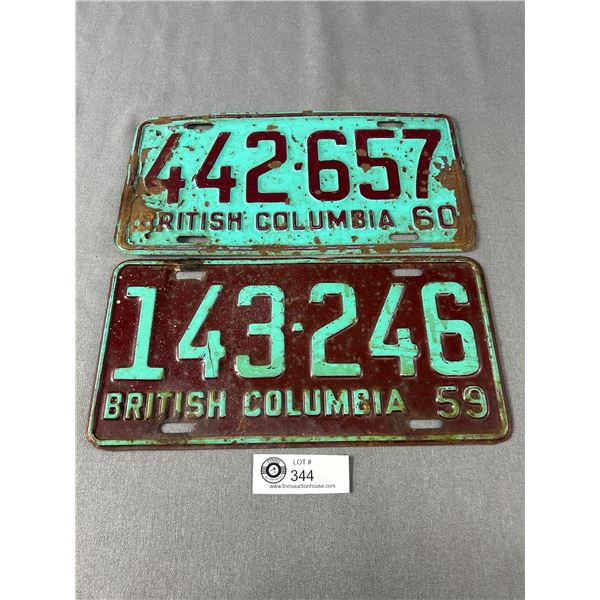 442·657
BRITISH COLUMBIA 60
143·246
BRITISH COLUMBIA 59
LOT #
344
www.finnsauctionhouse.com